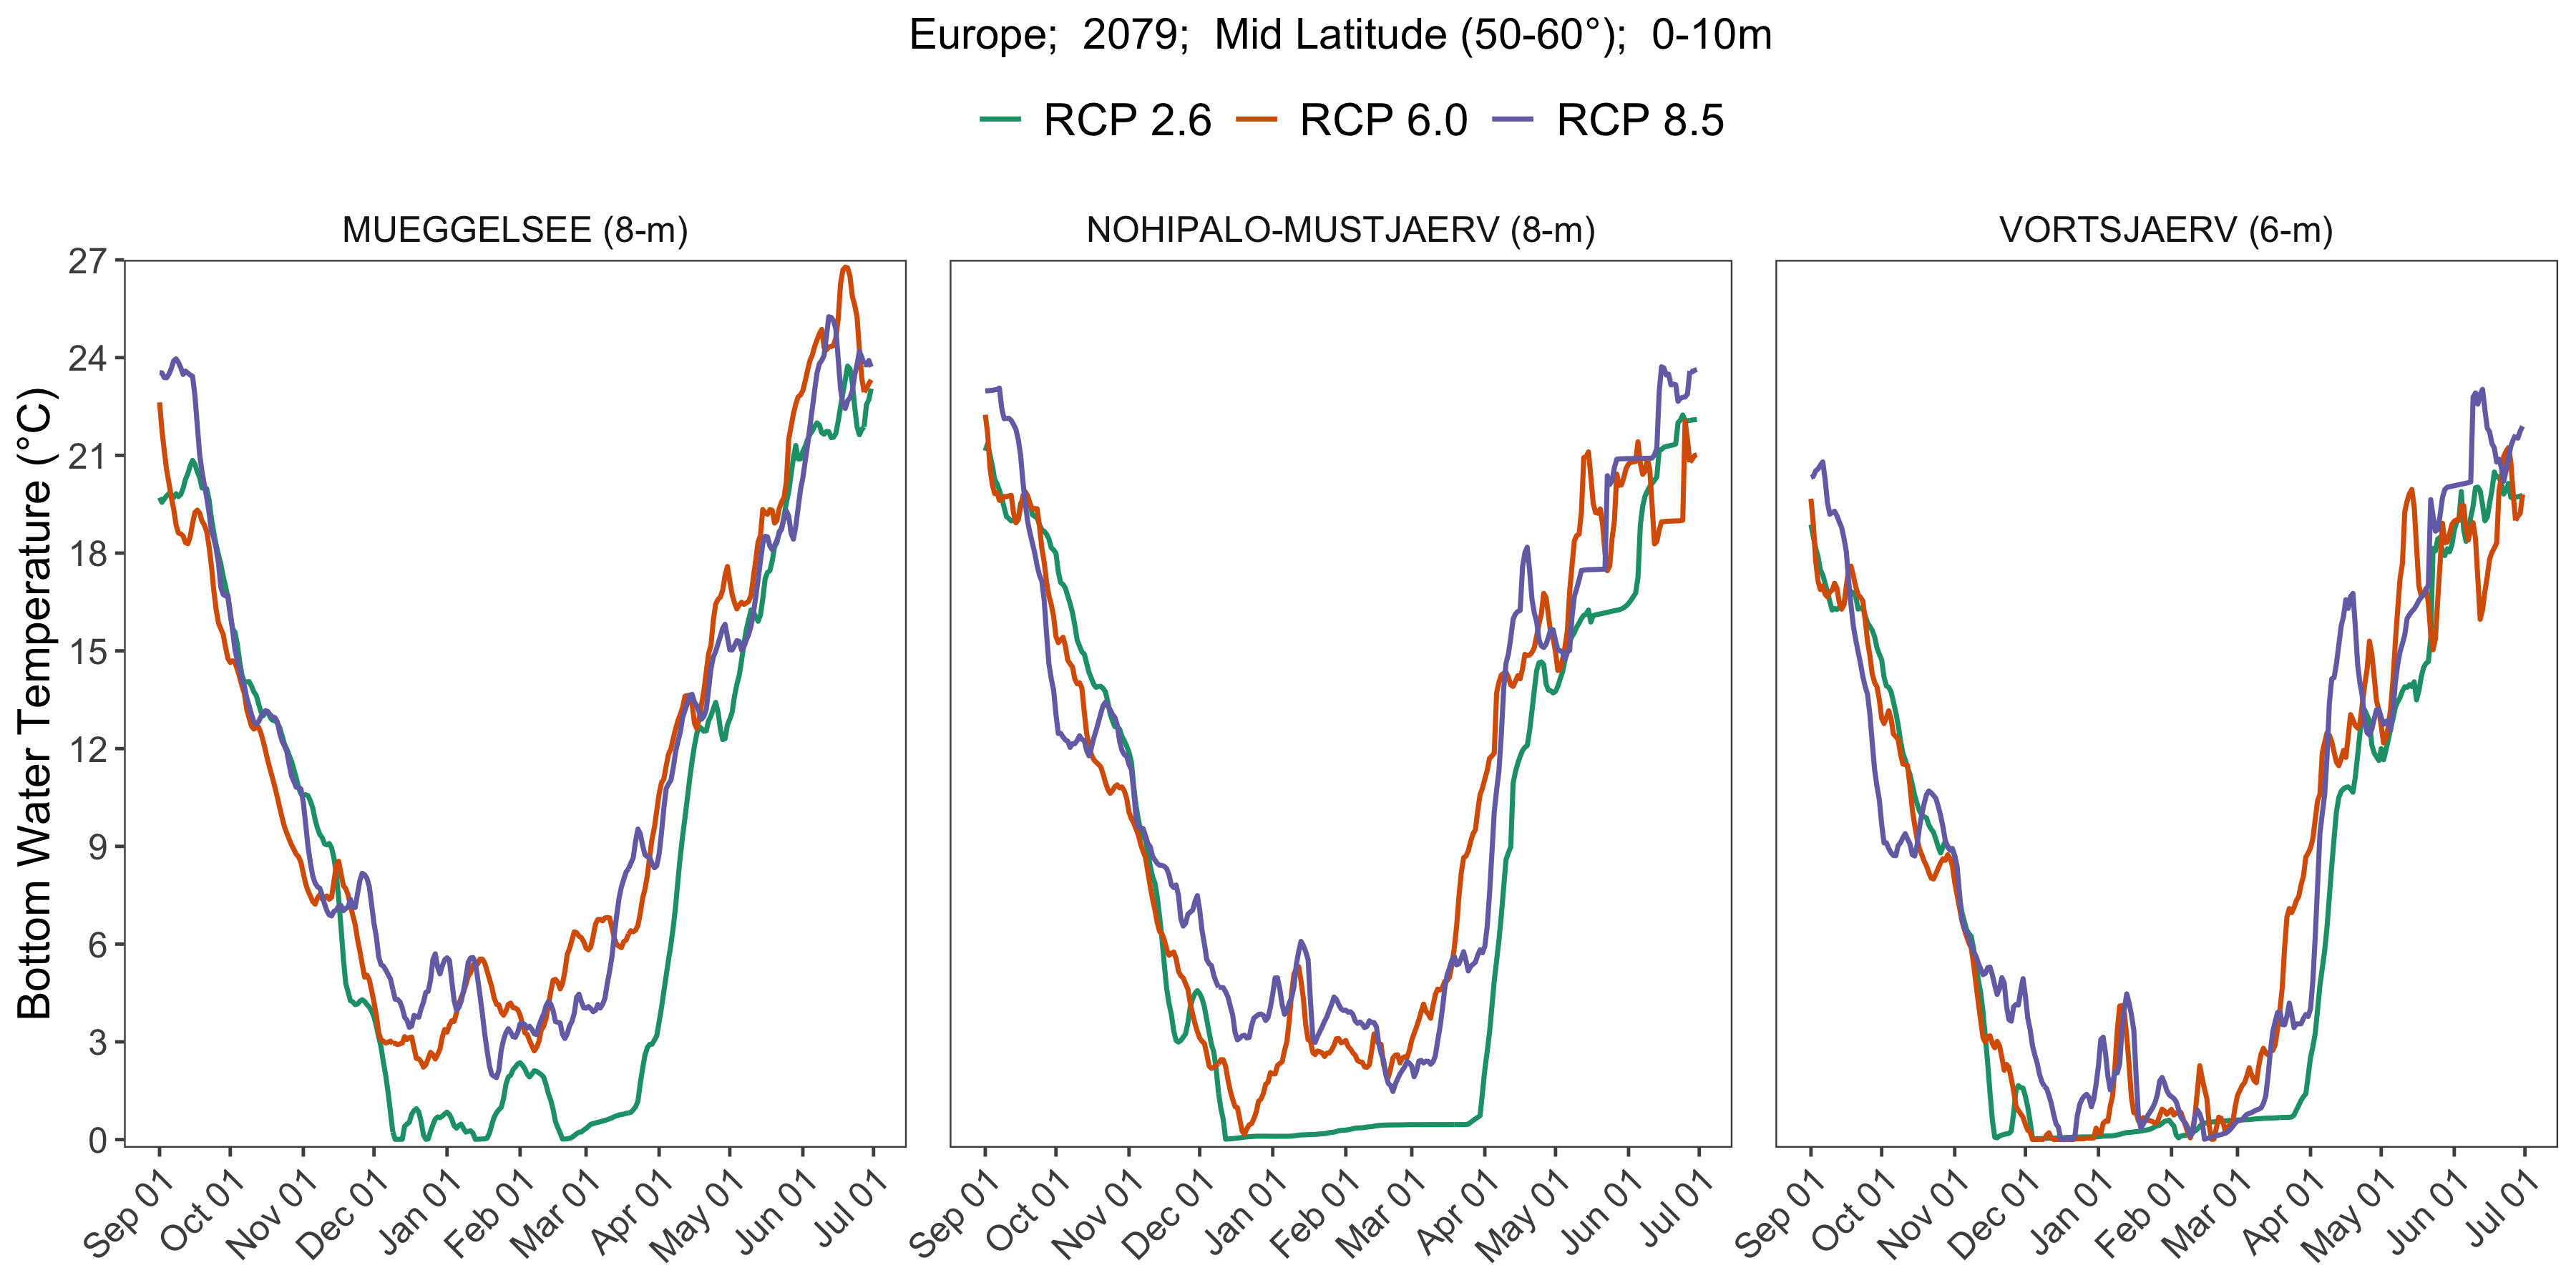 Europe;  2079;  Mid Latitude (50-60°);  0-10m
RCP 2.6 RCP 6.0 RCP 8.5
MUEGGELSEE (8-m) NOHIPALO-MUSTJAERV (8-m) VORTSJAERV (6-m)
Bottom Water Temperature (°C)
27
24
21
18
15
12
9
6
3
0
Sep 01 Oct 01 Nov 01 Dec 01 Jan 01 Feb 01 Mar 01 Apr 01 May 01 Jun 01 Jul 01 Sep 01 Oct 01 Nov 01 Dec 01 Jan 01 Feb 01 Mar 01 Apr 01 May 01 Jun 01 Jul 01 Sep 01 Oct 01 Nov 01 Dec 01 Jan 01 Feb 01 Mar 01 Apr 01 May 01 Jun 01 Jul 01